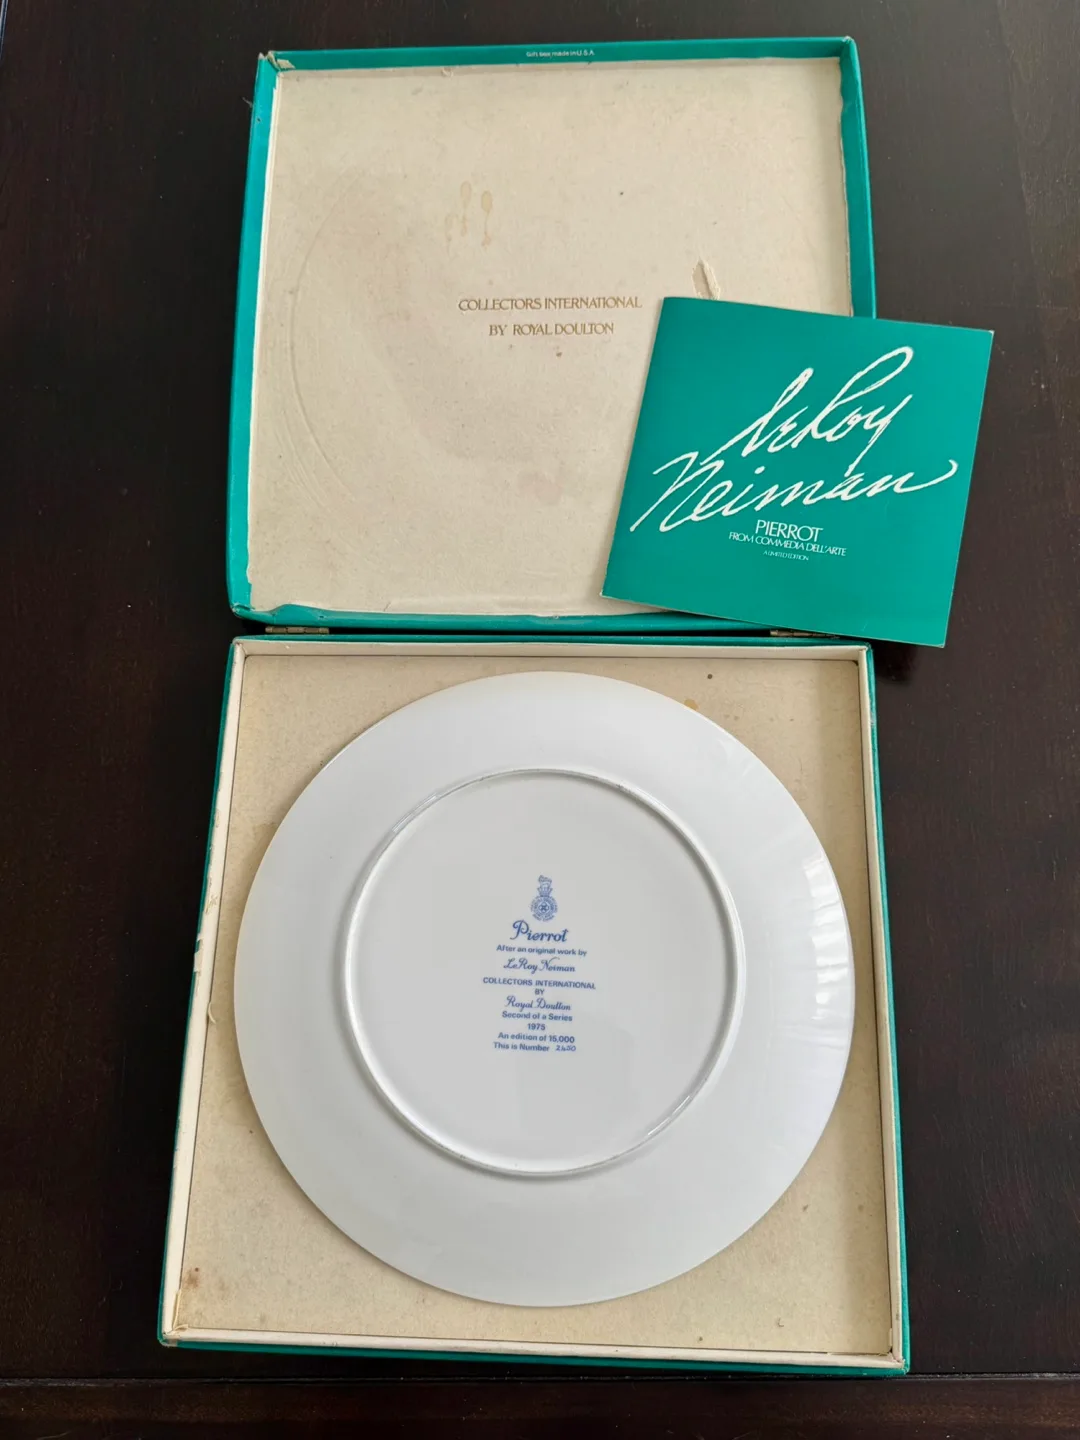 Gift box made in U.S.A.
COLLECTORS INTERNATIONAL
BY ROYAL DOULTON
LeRoy
Neiman
PIERROT
FROM COMMEDIA DELL'ARTE
A LIMITED EDITION
Pierrot
After an original work by
LeRoy Neiman
COLLECTORS INTERNATIONAL
BY
Royal Doulton
Second of a Series
1975
An edition of 15,000
This is Number